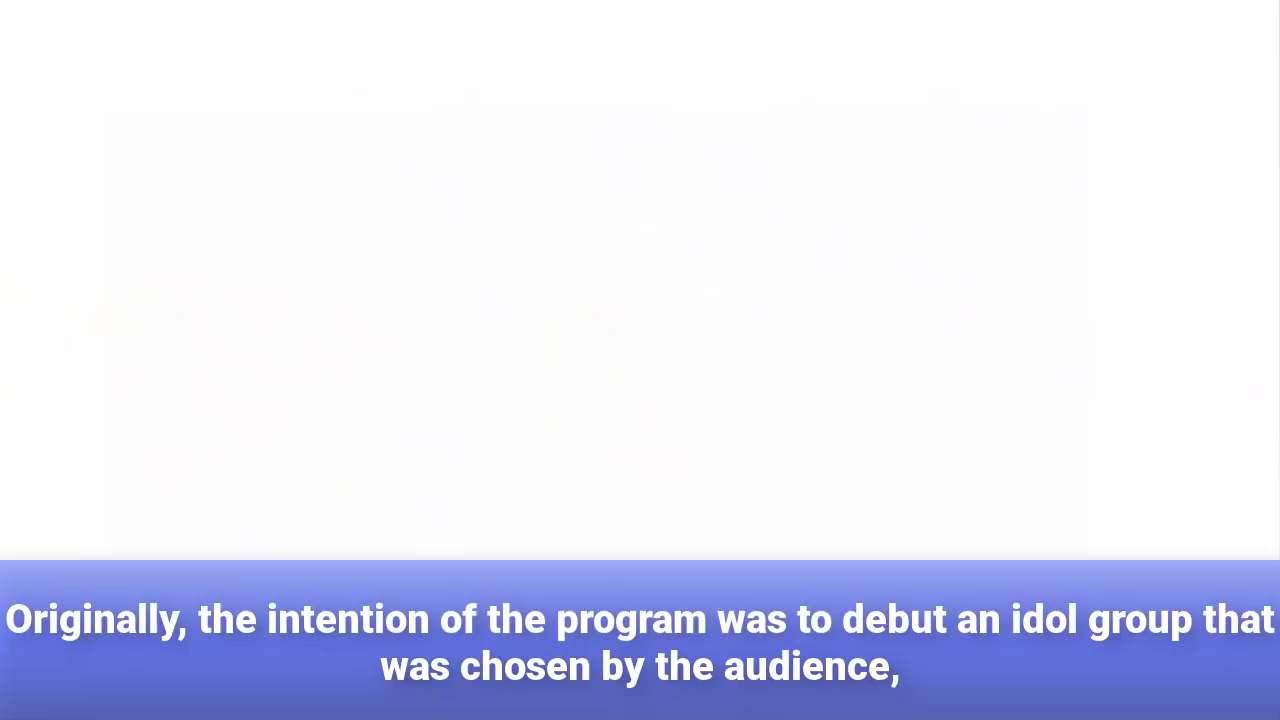 Originally, the intention of the program was to debut an idol group that
was chosen by the audience,